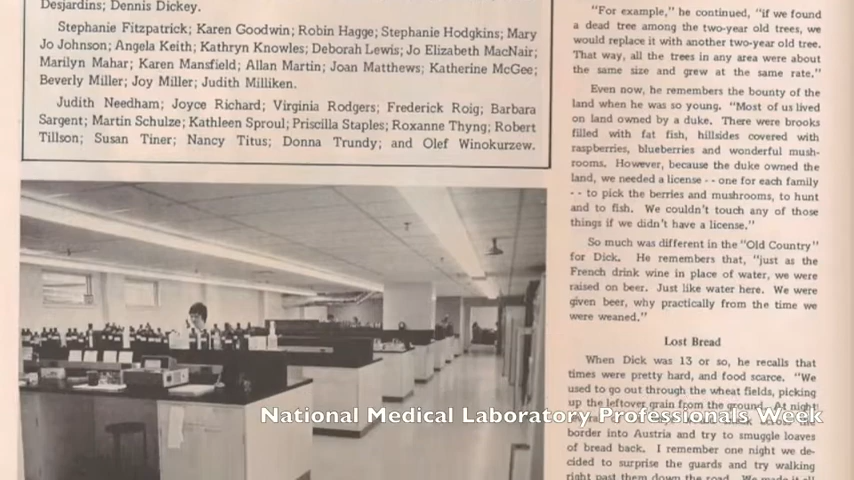 Desjardins; Dennis Dickey.
Stephanie Fitzpatrick; Karen Goodwin; Robin Hagge; Stephanie Hodgkins; Mary
Jo Johnson; Angela Keith; Kathryn Knowles; Deborah Lewis; Jo Elizabeth MacNair;
Marilyn Mahar; Karen Mansfield; Allan Martin; Joan Matthews; Katherine McGee;
Beverly Miller; Joy Miller; Judith Milliken.
Judith Needham; Joyce Richard; Virginia Rodgers; Frederick Roig; Barbara
Sargent; Martin Schulze; Kathleen Sproul; Priscilla Staples; Roxanne Thyng; Robert
Tillson; Susan Tiner; Nancy Titus; Donna Trundy; and Olef Winokurzew.
"For example," he continued, "if we found
a dead tree among the two-year old trees, we
would replace it with another two-year old tree.
That way, all the trees in any area were about
the same size and grew at the same rate."
Even now, he remembers the bounty of the
land when he was so young. "Most of us lived
on land owned by a duke. There were brooks
filled with fat fish, hillsides covered with
raspberries, blueberries and wonderful mush-
rooms. However, because the duke owned the
land, we needed a license - - one for each family
- - to pick the berries and mushrooms, to hunt
and to fish. We couldn't touch any of those
things if we didn't have a license."
So much was different in the "Old Country"
for Dick. He remembers that, "just as the
French drink wine in place of water, we were
raised on beer. Just like water here. We were
given beer, why practically from the time we
were weaned."
Lost Bread
When Dick was 13 or so, he recalls that
times were pretty hard, and food scarce. "We
used to go out through the wheat fields, picking
up the leftover grain from the ground. At night
border into Austria and try to smuggle loaves
of bread back. I remember one night we de-
cided to surprise the guards and try walking
right past them down the road. We made it all
National Medical Laboratory Professionals Week